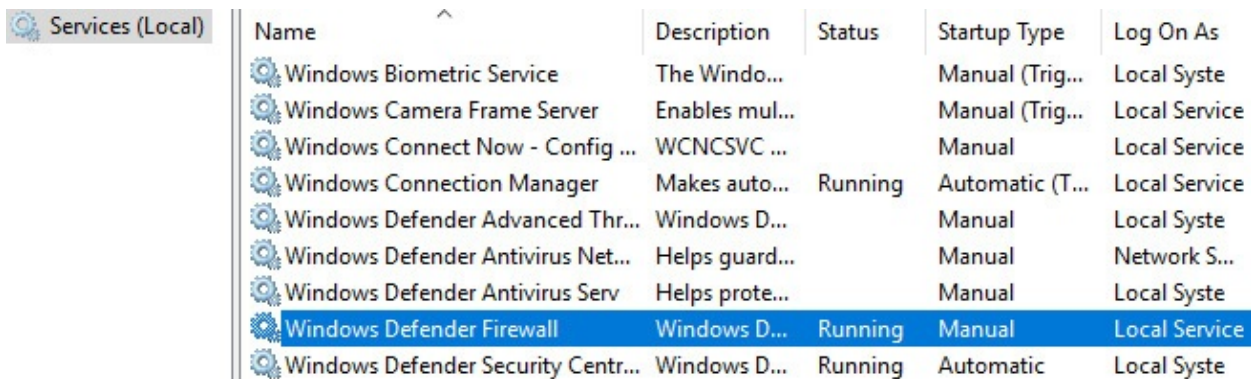 Services (Local)
Name Description Status Startup Type Log On As
Windows Biometric Service The Windo... Manual (Trig... Local Syste
Windows Camera Frame Server Enables mul... Manual (Trig... Local Service
Windows Connect Now - Config ... WCNCSVC ... Manual Local Service
Windows Connection Manager Makes auto... Running Automatic (T... Local Service
Windows Defender Advanced Thr... Windows D... Manual Local Syste
Windows Defender Antivirus Net... Helps guard... Manual Network S...
Windows Defender Antivirus Serv Helps prote... Manual Local Syste
Windows Defender Firewall Windows D... Running Manual Local Service
Windows Defender Security Centr... Windows D... Running Automatic Local Syste